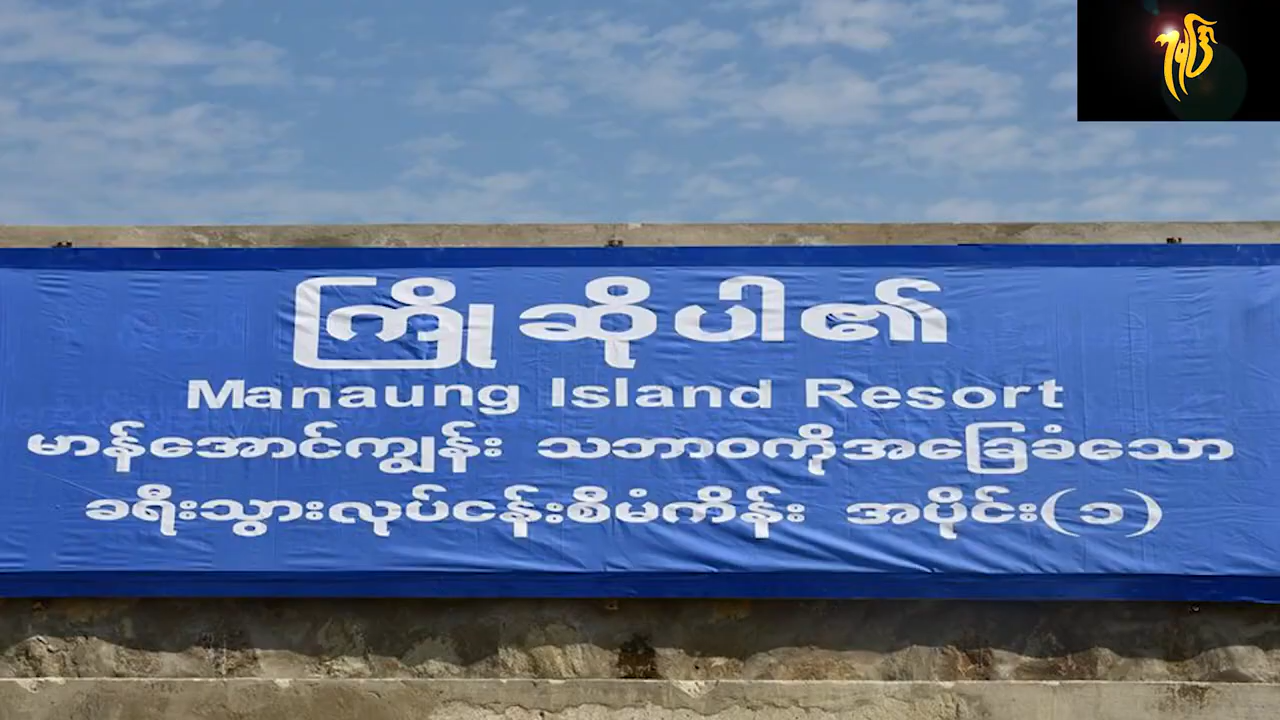 ကြိုဆိုပါ၏
Manaung Island Resort
မာန်အောင်ကျွန်း သဘာဝကိုအခြေခံသော
ခရီးသွားလုပ်ငန်းစီမံကိန်း အပိုင်း(၁)